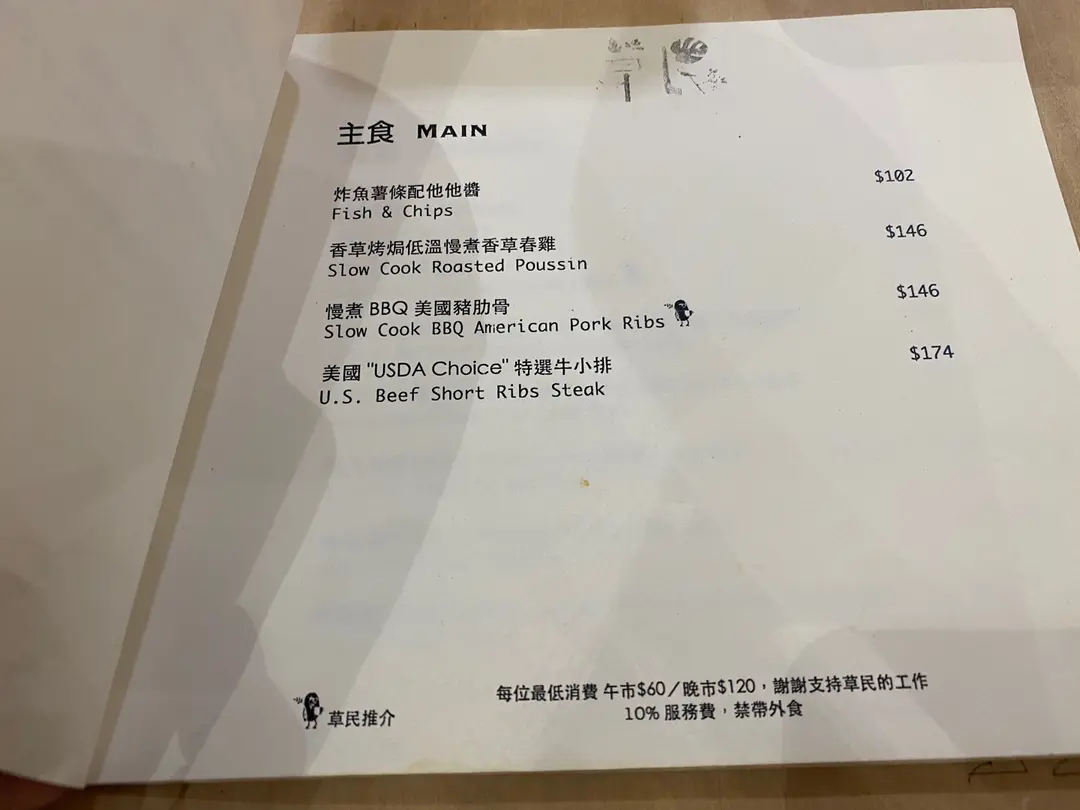 草民
主食 MAIN
炸魚薯條配他他醬 $102
Fish & Chips
香草烤焗低溫慢煮香草春雞 $146
Slow Cook Roasted Poussin
慢煮 BBQ 美國豬肋骨 $146
Slow Cook BBQ American Pork Ribs
美國 "USDA Choice" 特選牛小排 $174
U.S. Beef Short Ribs Steak
每位最低消費 午市$60/晚市$120，謝謝支持草民的工作
10% 服務費，禁帶外食
草民推介